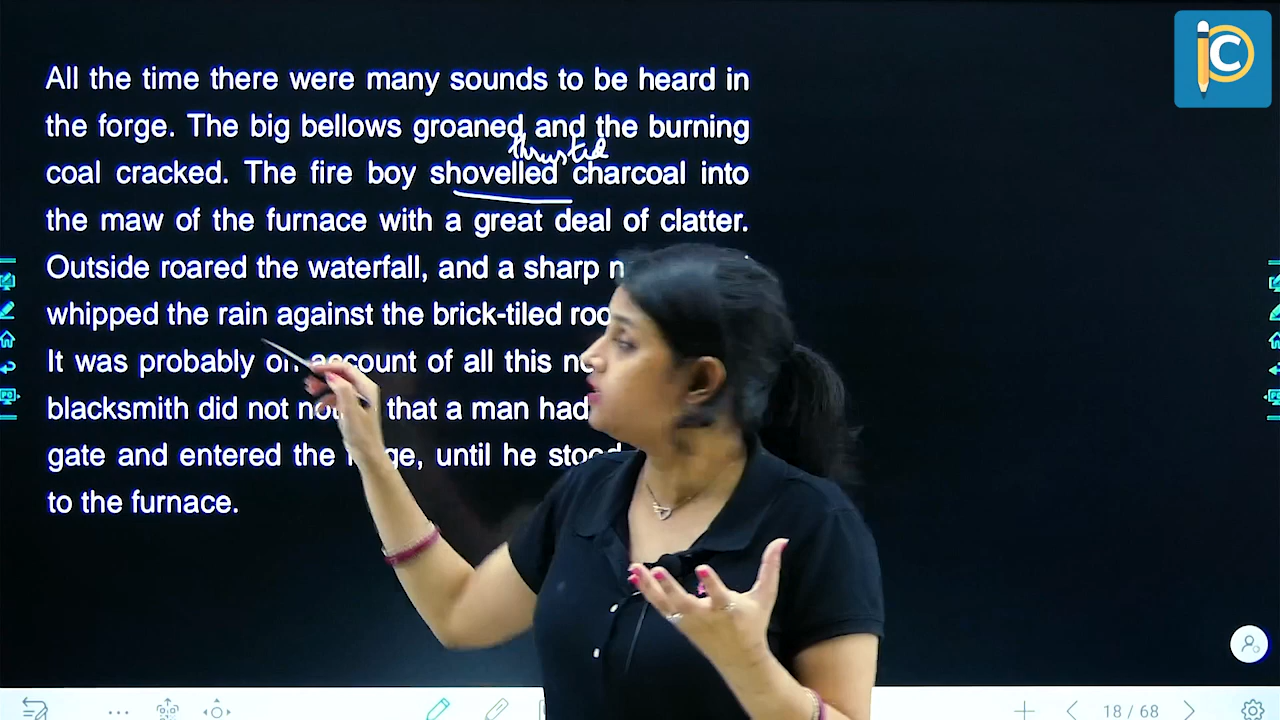 All the time there were many sounds to be heard in
the forge. The big bellows groaned and the burning
thrusted
coal cracked. The fire boy shovelled charcoal into
the maw of the furnace with a great deal of clatter.
Outside roared the waterfall, and a sharp
whipped the rain against the brick-tiled
It was probably on account of all this
blacksmith did not that a man had
gate and entered the until he
to the furnace.
18 / 68